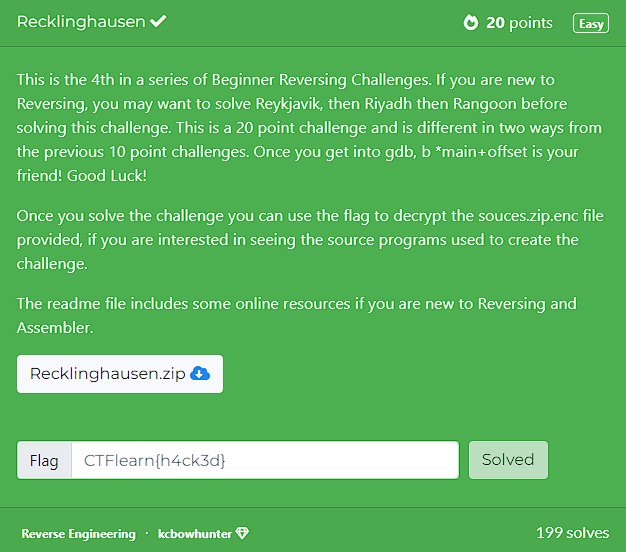 Recklinghausen
20 points
Easy
This is the 4th in a series of Beginner Reversing Challenges. If you are new to
Reversing, you may want to solve Reykjavik, then Riyadh then Rangoon before
solving this challenge. This is a 20 point challenge and is different in two ways from
the previous 10 point challenges. Once you get into gdb, b *main+offset is your
friend! Good Luck!
Once you solve the challenge you can use the flag to decrypt the souces.zip.enc file
provided, if you are interested in seeing the source programs used to create the
challenge.
The readme file includes some online resources if you are new to Reversing and
Assembler.
Recklinghausen.zip
Flag
CTFlearn{h4ck3d}
Solved
Reverse Engineering · kcbowhunter
199 solves